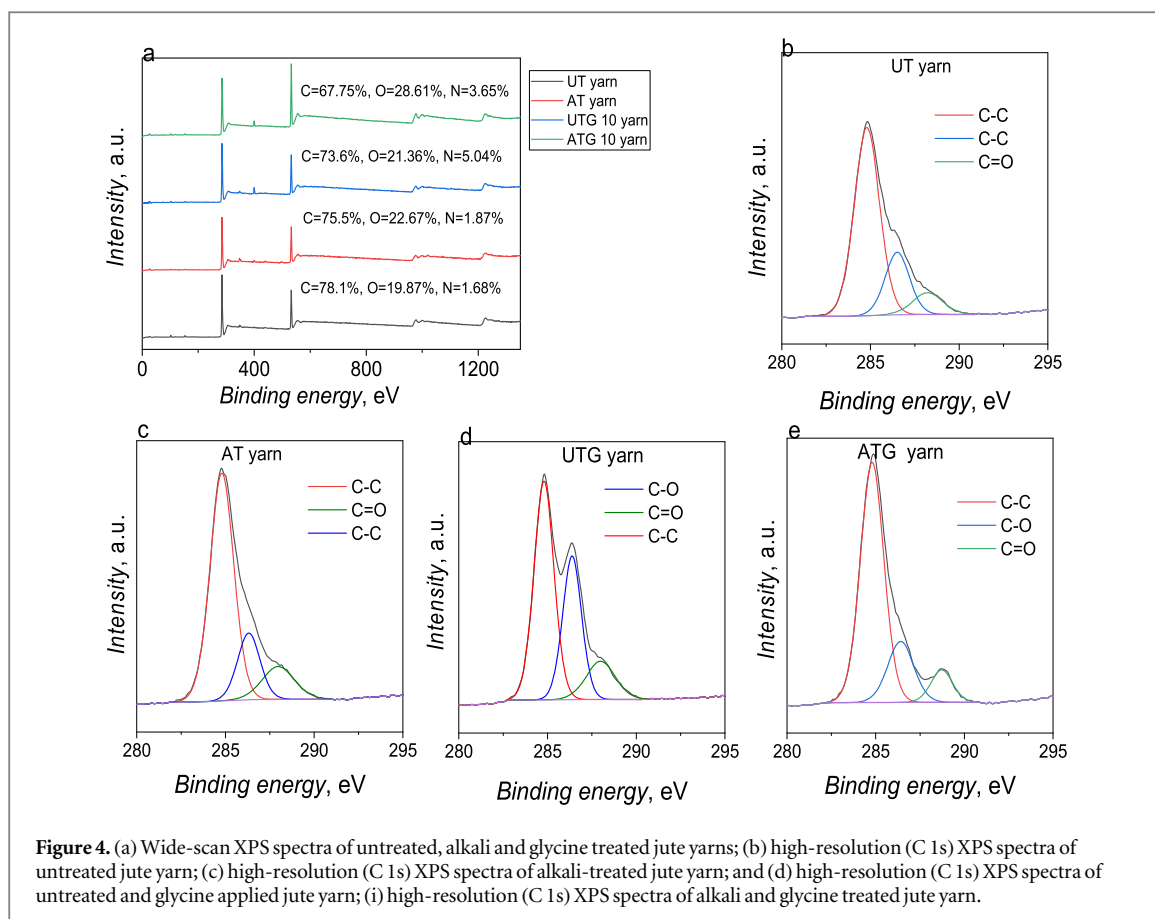 a
C=67.75%, O=28.61%, N=3.65%
C=73.6%, O=21.36%, N=5.04%
C=75.5%, O=22.67%, N=1.87%
C=78.1%, O=19.87%, N=1.68%
UT yarn
AT yarn
UTG 10 yarn
ATG 10 yarn
Intensity, a.u.
0 400 800 1200
Binding energy, eV
b
UT yarn
C-C
C-C
C=O
Intensity, a.u.
280 285 290 295
Binding energy, eV
c
AT yarn
C-C
C=O
C-C
Intensity, a.u.
280 285 290 295
Binding energy, eV
d
UTG yarn
C-O
C=O
C-C
Intensity, a.u.
280 285 290 295
Binding energy, eV
e
ATG yarn
C-C
C-O
C=O
Intensity, a.u.
280 285 290 295
Binding energy, eV
Figure 4. (a) Wide-scan XPS spectra of untreated, alkali and glycine treated jute yarns; (b) high-resolution (C 1s) XPS spectra of
untreated jute yarn; (c) high-resolution (C 1s) XPS spectra of alkali-treated jute yarn; and (d) high-resolution (C 1s) XPS spectra of
untreated and glycine applied jute yarn; (i) high-resolution (C 1s) XPS spectra of alkali and glycine treated jute yarn.